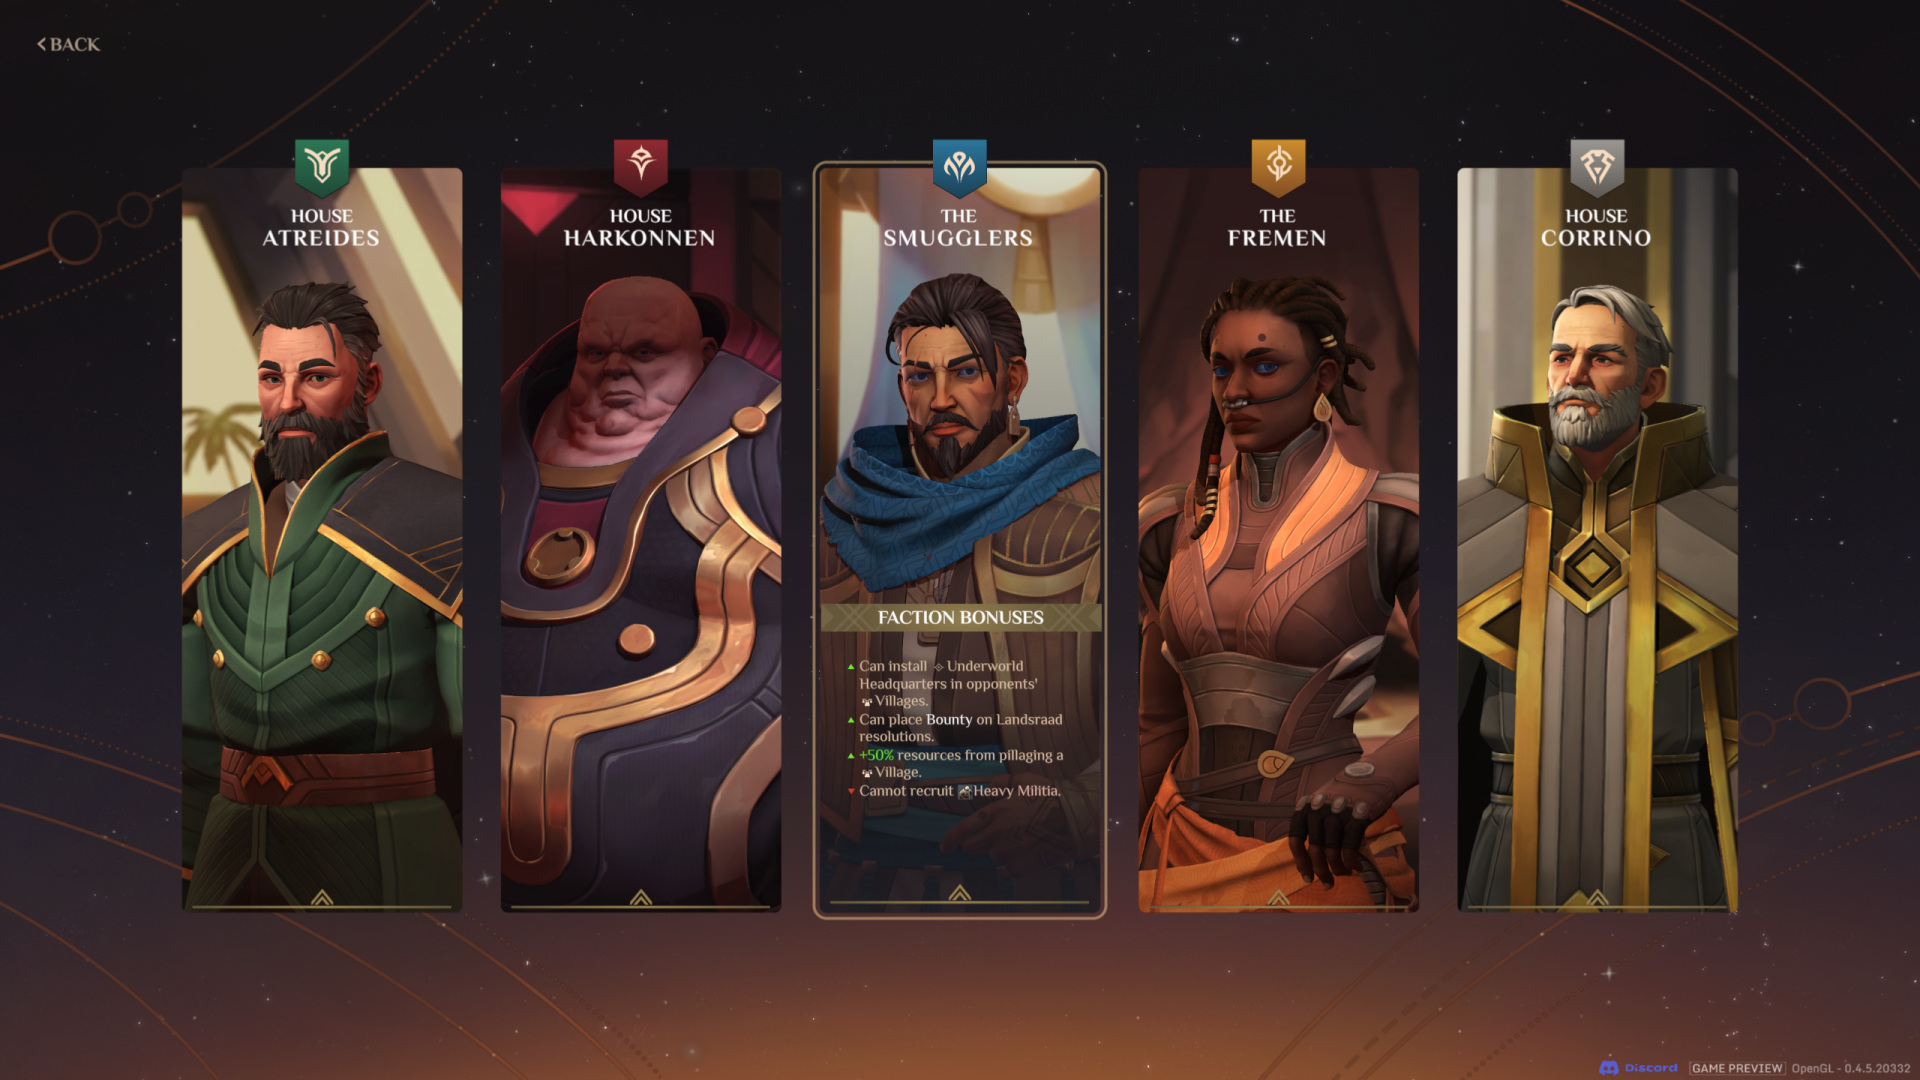 BACK
HOUSE
ATREIDES
HOUSE
HARKONNEN
THE
SMUGGLERS
FACTION BONUSES
Can install Underworld
Headquarters in opponents'
Villages.
Can place Bounty on Landsraad
resolutions.
+50% resources from pillaging a
Village.
Cannot recruit Heavy Militia.
THE
FREMEN
HOUSE
CORRINO
Discord GAME PREVIEW OpenGL - 0.4.5.20332